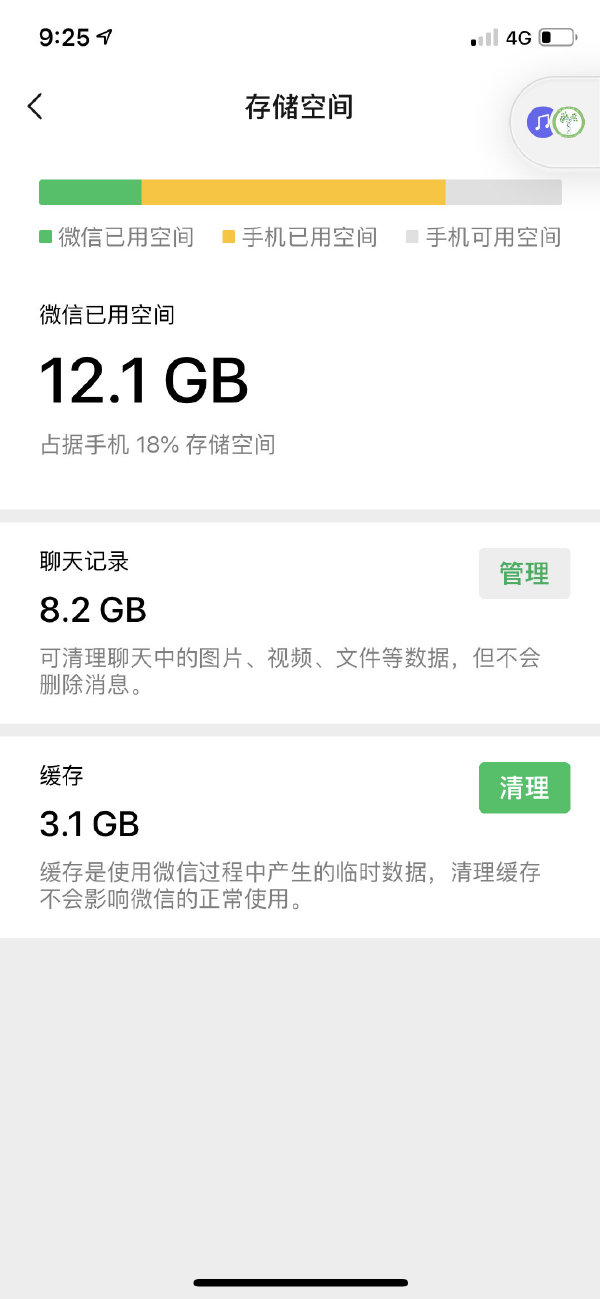 9:25
4G
存储空间
微信已用空间 手机已用空间 手机可用空间
微信已用空间
12.1 GB
占据手机 18% 存储空间
聊天记录
管理
8.2 GB
可清理聊天中的图片、视频、文件等数据，但不会
删除消息。
缓存
清理
3.1 GB
缓存是使用微信过程中产生的临时数据，清理缓存
不会影响微信的正常使用。